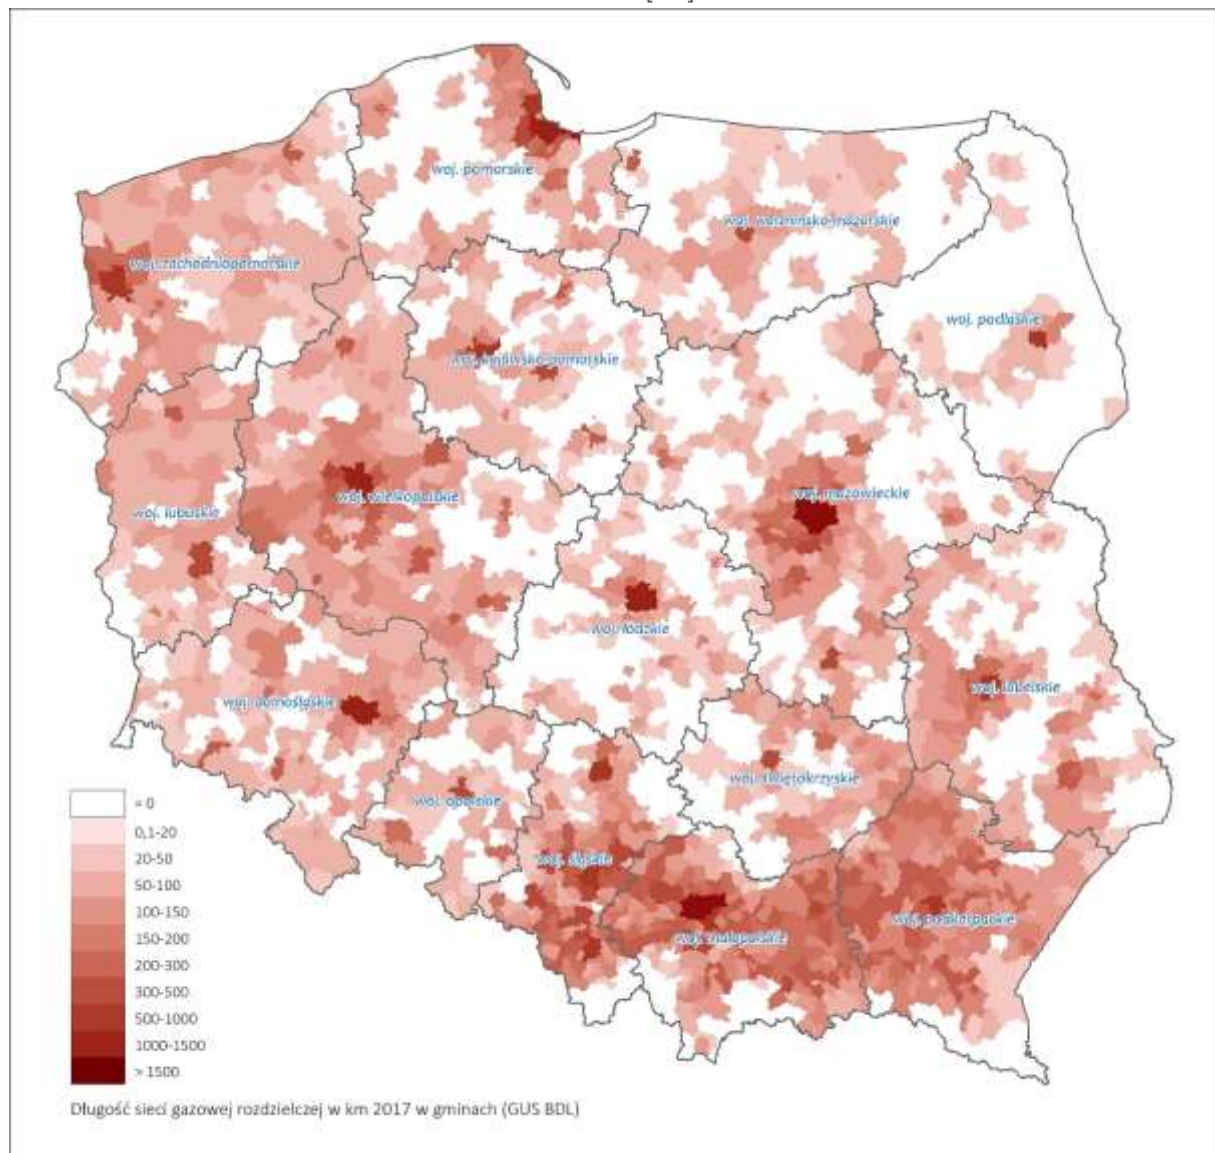 woj. pomorskie
woj. warmińsko-mazurskie
woj. zachodniopomorskie
woj. podlaskie
woj. kujawsko-pomorskie
woj. wielkopolskie
woj. mazowieckie
woj. lubuskie
woj. łódzkie
woj. lubelskie
woj. dolnośląskie
woj. świętokrzyskie
woj. opolskie
woj. śląskie
woj. podkarpackie
woj. małopolskie
= 0
0,1-20
20-50
50-100
100-150
150-200
200-300
300-500
500-1000
1000-1500
> 1500
Długość sieci gazowej rozdzielczej w km 2017 w gminach (GUS BDL)